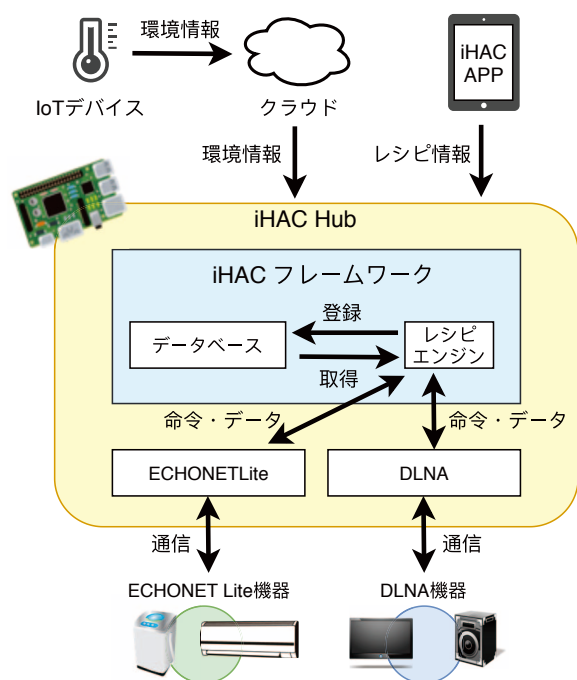 環境情報
iHAC
APP
IoTデバイス
クラウド
環境情報
レシピ情報
iHAC Hub
iHAC フレームワーク
登録
データベース
レシピ
エンジン
取得
命令・データ
命令・データ
ECHONETLite
DLNA
通信
通信
ECHONET Lite機器
DLNA機器